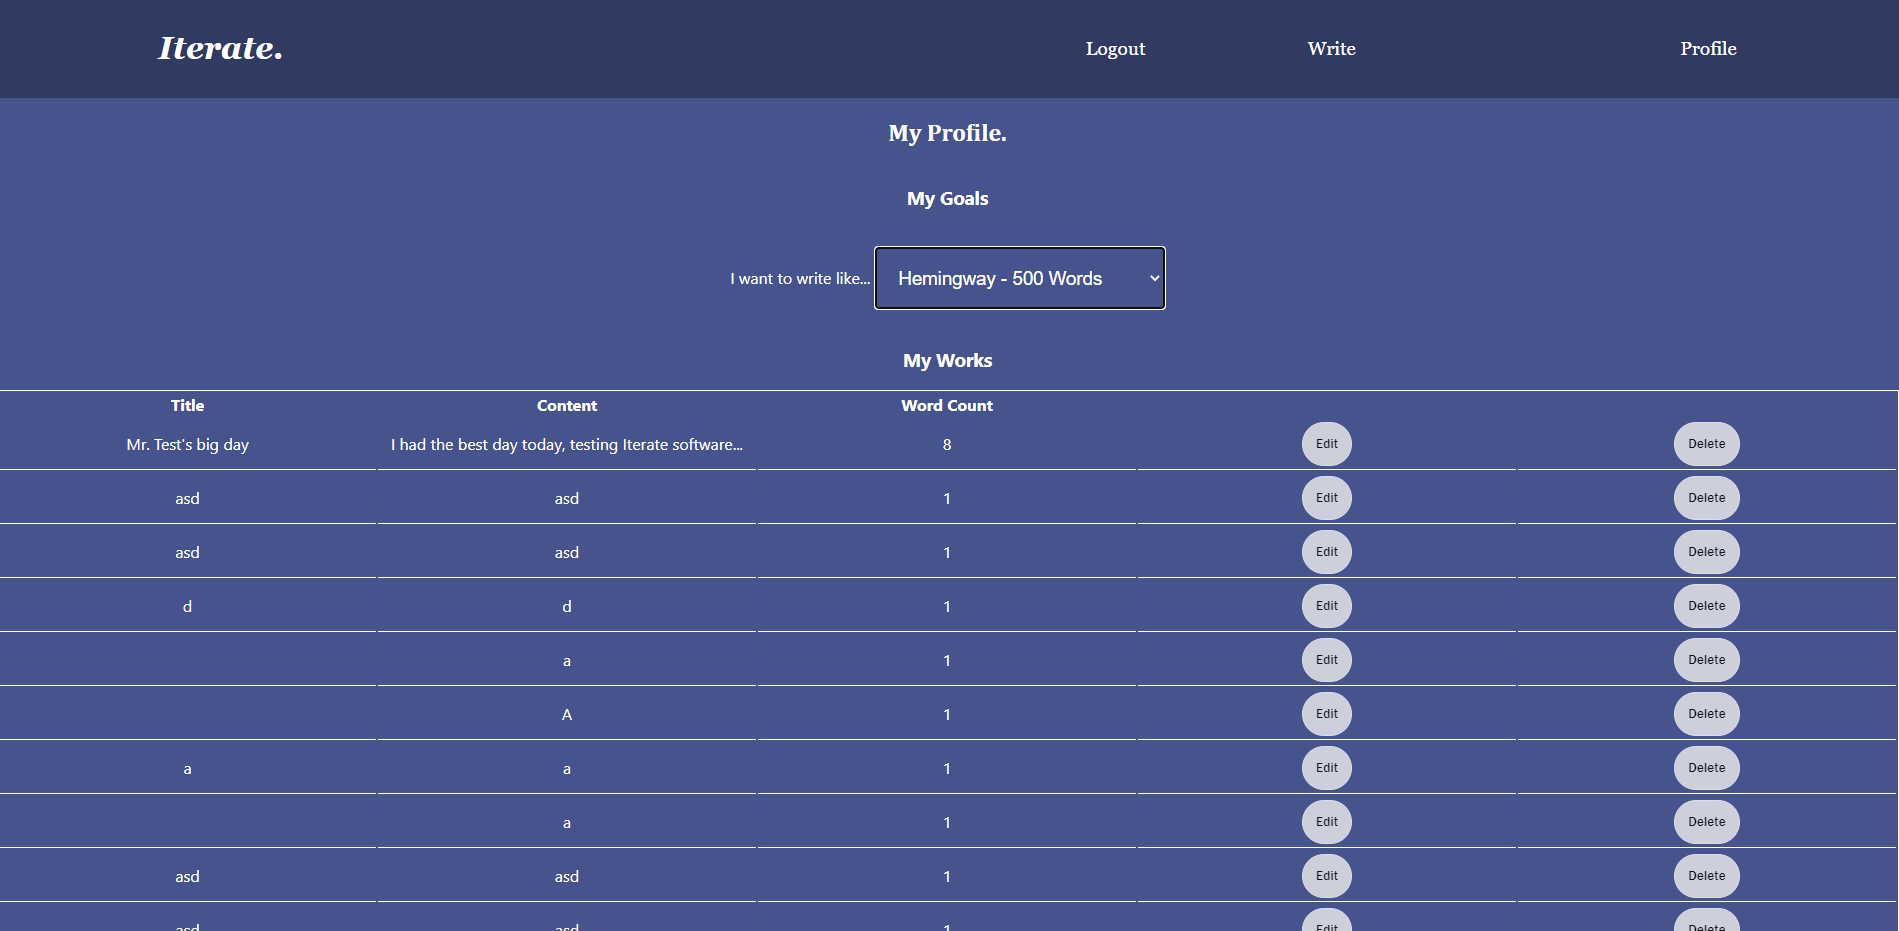 Iterate. Logout Write Profile
My Profile.
My Goals
I want to write like... Hemingway - 500 Words
My Works
Title Content Word Count
Mr. Test's big day I had the best day today, testing Iterate software... 8 Edit Delete
asd asd 1 Edit Delete
asd asd 1 Edit Delete
d d 1 Edit Delete
a 1 Edit Delete
A 1 Edit Delete
a a 1 Edit Delete
a 1 Edit Delete
asd asd 1 Edit Delete
asd asd 1 Edit Delete